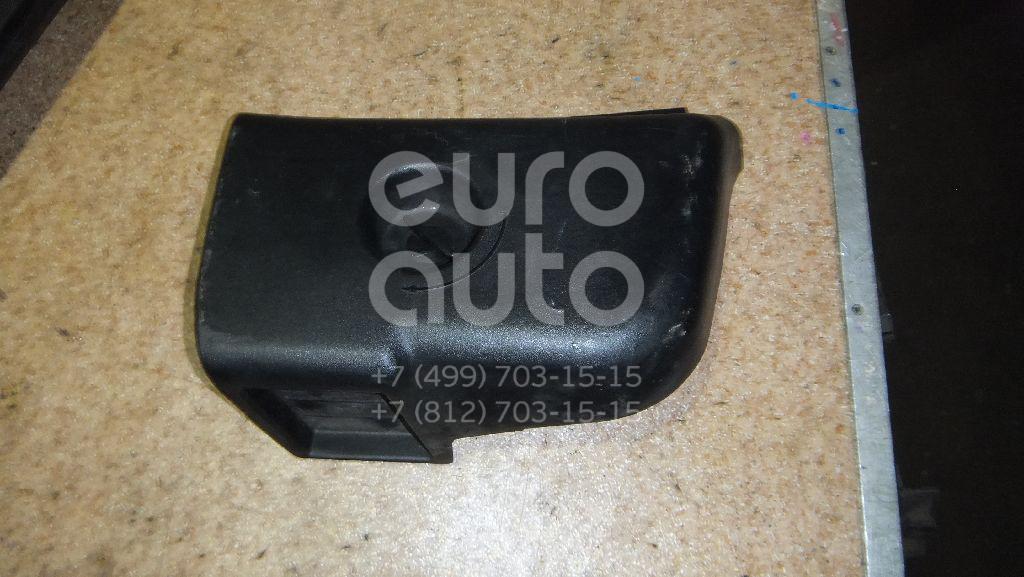 euro
auto
+7 (499) 703-15-15
+7 (812) 703-15-15